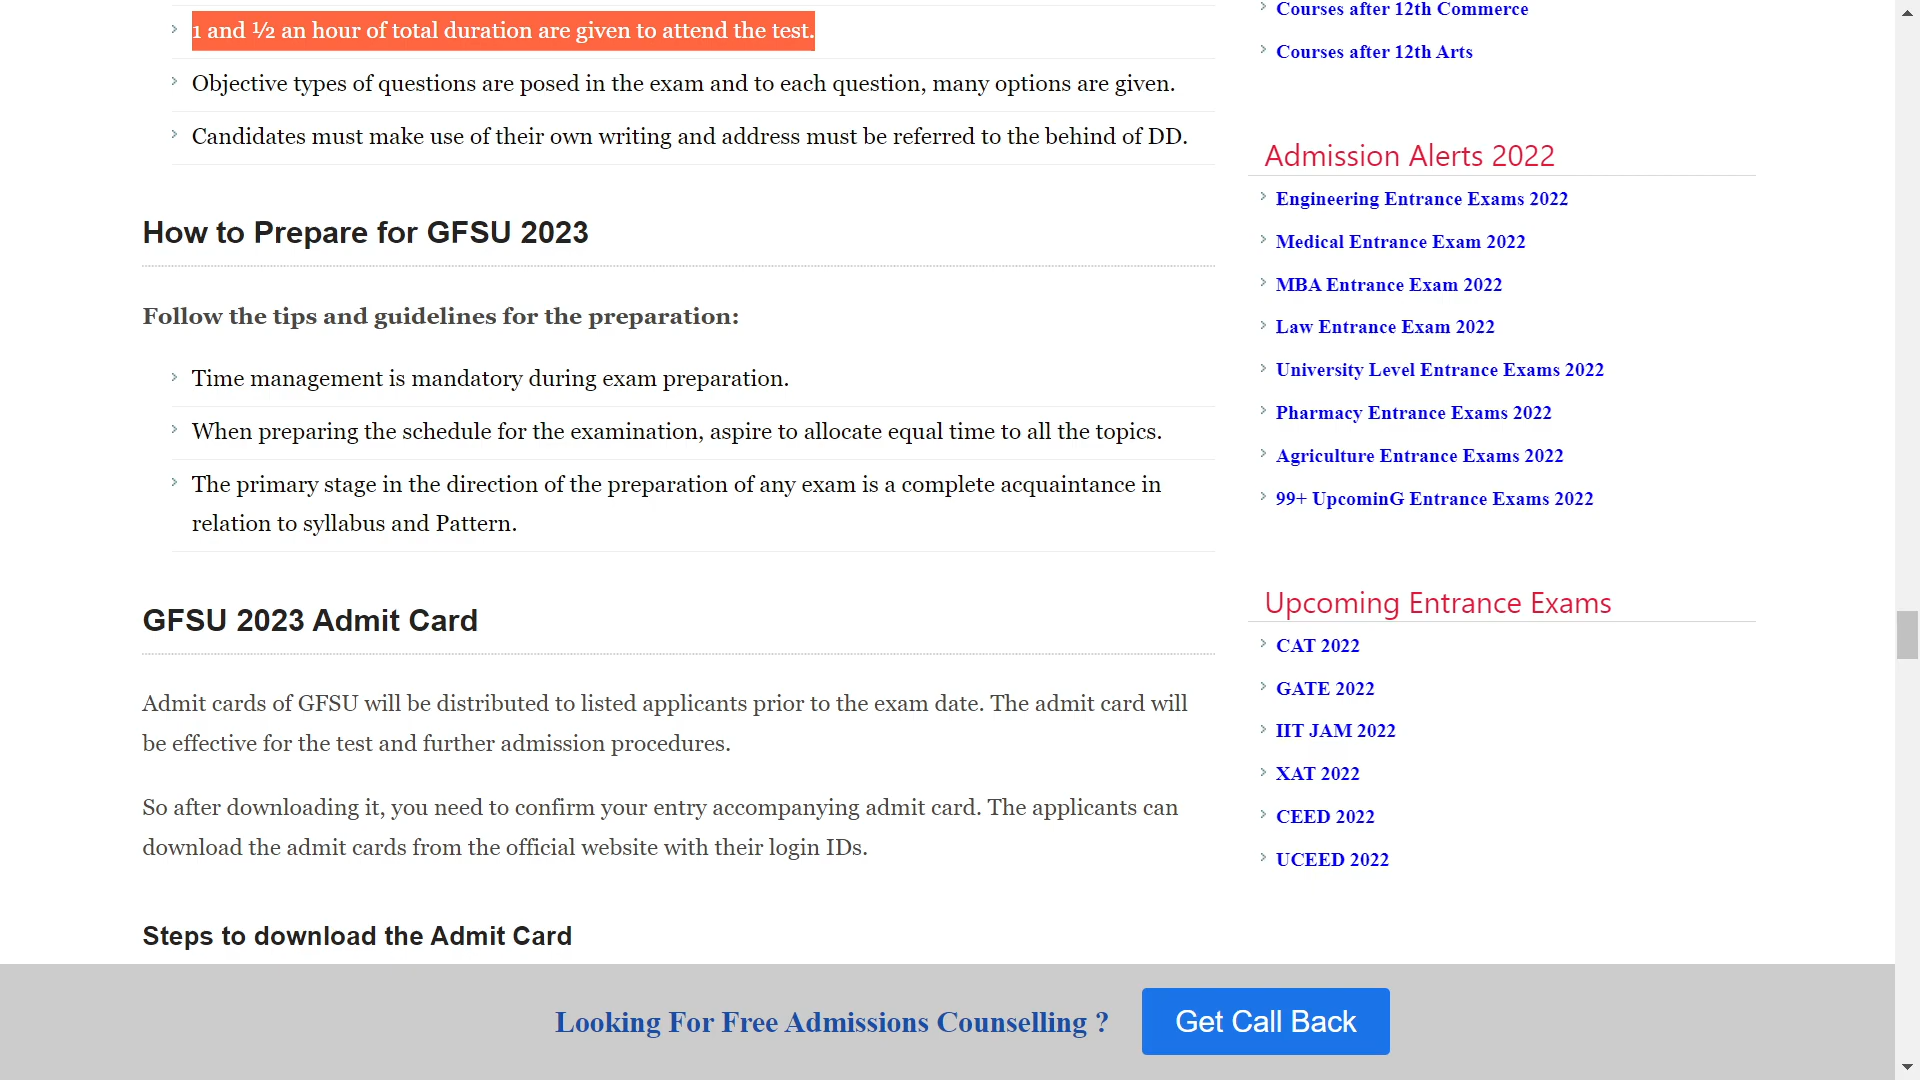 1 and ½ an hour of total duration are given to attend the test.
Objective types of questions are posed in the exam and to each question, many options are given.
Candidates must make use of their own writing and address must be referred to the behind of DD.
How to Prepare for GFSU 2023
Follow the tips and guidelines for the preparation:
Time management is mandatory during exam preparation.
When preparing the schedule for the examination, aspire to allocate equal time to all the topics.
The primary stage in the direction of the preparation of any exam is a complete acquaintance in
relation to syllabus and Pattern.
GFSU 2023 Admit Card
Admit cards of GFSU will be distributed to listed applicants prior to the exam date. The admit card will
be effective for the test and further admission procedures.
So after downloading it, you need to confirm your entry accompanying admit card. The applicants can
download the admit cards from the official website with their login IDs.
Steps to download the Admit Card
Courses after 12th Commerce
Courses after 12th Arts
Admission Alerts 2022
Engineering Entrance Exams 2022
Medical Entrance Exam 2022
MBA Entrance Exam 2022
Law Entrance Exam 2022
University Level Entrance Exams 2022
Pharmacy Entrance Exams 2022
Agriculture Entrance Exams 2022
99+ UpcominG Entrance Exams 2022
Upcoming Entrance Exams
CAT 2022
GATE 2022
IIT JAM 2022
XAT 2022
CEED 2022
UCEED 2022
Looking For Free Admissions Counselling ?
Get Call Back